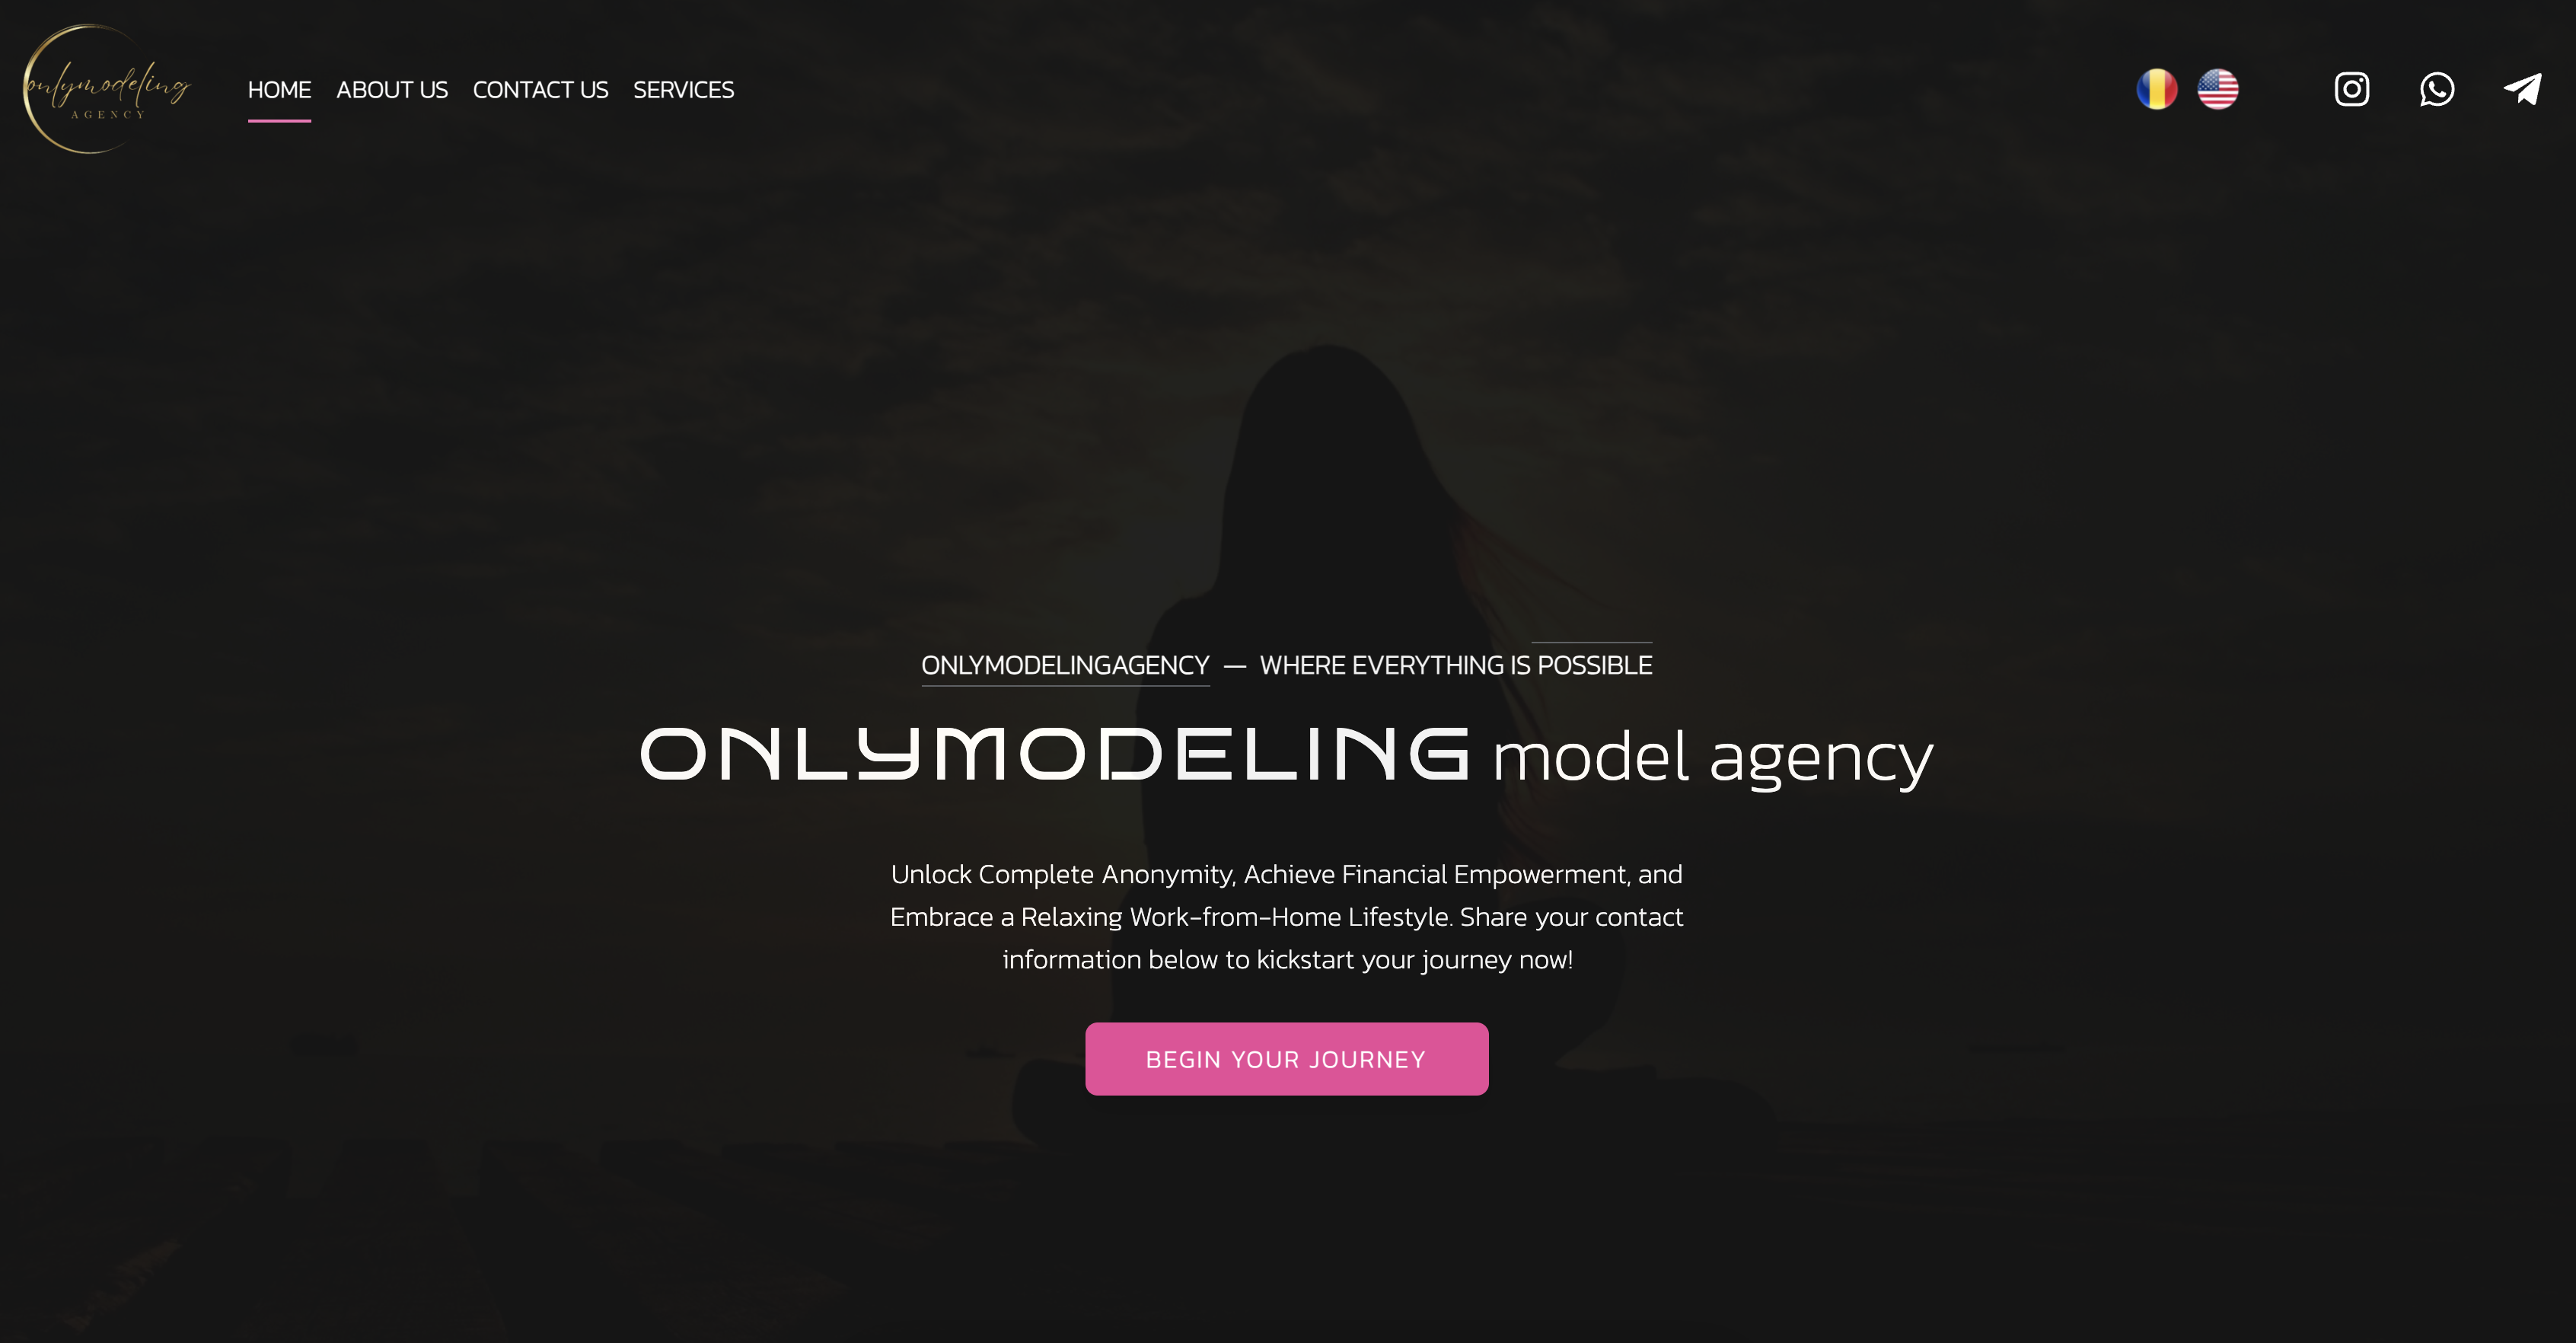 onlymodeling
AGENCY
HOME ABOUT US CONTACT US SERVICES
ONLYMODELINGAGENCY — WHERE EVERYTHING IS POSSIBLE
ONLYMODELING model agency
Unlock Complete Anonymity, Achieve Financial Empowerment, and
Embrace a Relaxing Work-from-Home Lifestyle. Share your contact
information below to kickstart your journey now!
BEGIN YOUR JOURNEY